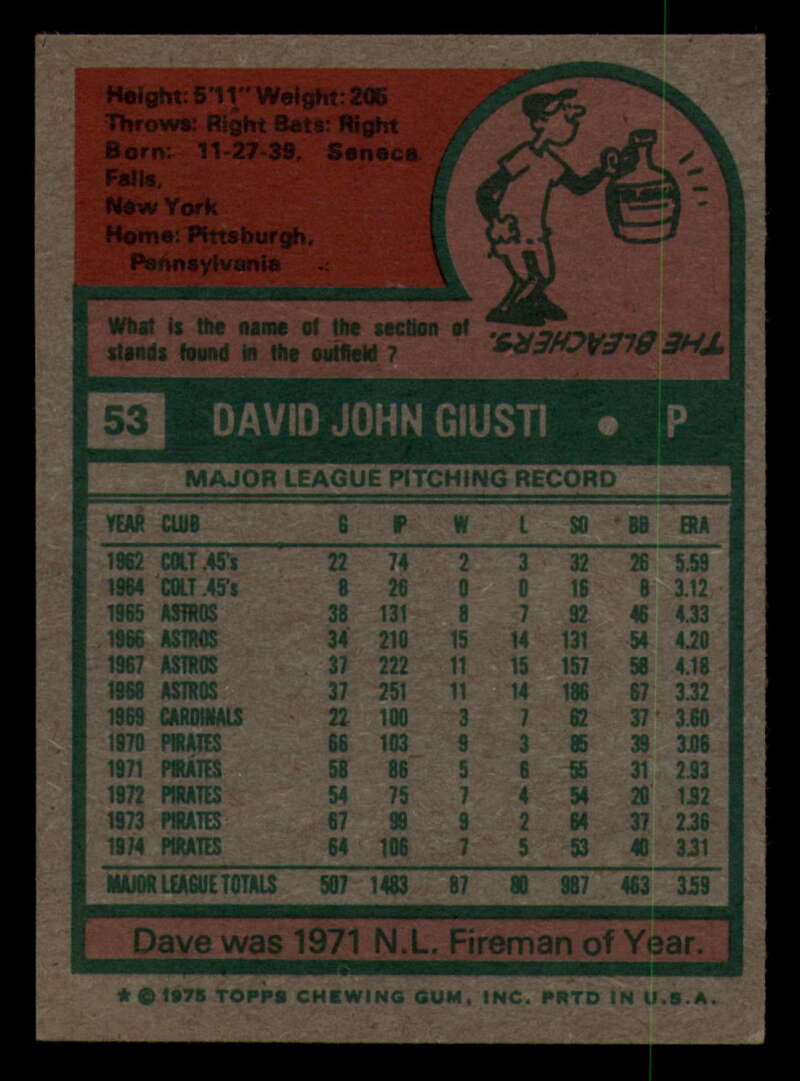 Height: 5'11" Weight: 205
Throws: Right Bats: Right
Born: 11-27-39, Seneca
Falls,
New York
Home: Pittsburgh,
Pennsylvania
What is the name of the section of
stands found in the outfield ?
THE BLEACHERS.
53 DAVID JOHN GIUSTI • P
MAJOR LEAGUE PITCHING RECORD
YEAR CLUB G IP W L SO BB ERA
1962 COLT .45's 22 74 2 3 32 26 5.59
1964 COLT .45's 8 26 0 0 16 8 3.12
1965 ASTROS 38 131 8 7 92 46 4.33
1966 ASTROS 34 210 15 14 131 54 4.20
1967 ASTROS 37 222 11 15 157 58 4.18
1968 ASTROS 37 251 11 14 186 67 3.32
1969 CARDINALS 22 100 3 7 62 37 3.60
1970 PIRATES 66 103 9 3 85 39 3.06
1971 PIRATES 58 86 5 6 55 31 2.93
1972 PIRATES 54 75 7 4 54 20 1.92
1973 PIRATES 67 99 9 2 64 37 2.36
1974 PIRATES 64 106 7 5 53 40 3.31
MAJOR LEAGUE TOTALS 507 1483 87 80 987 463 3.59
Dave was 1971 N.L. Fireman of Year.
* © 1975 TOPPS CHEWING GUM, INC. PRTD IN U.S.A.